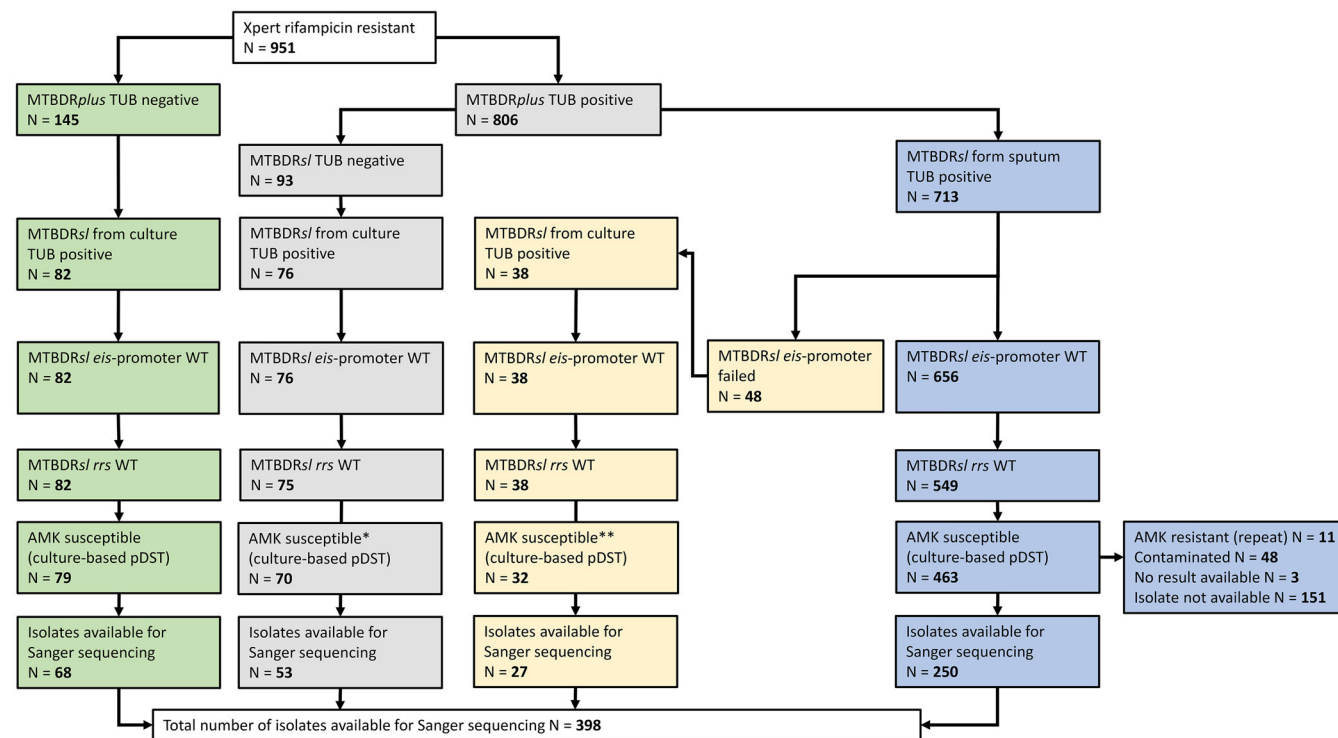 Xpert rifampicin resistant
N = 951
MTBDRplus TUB negative
N = 145
MTBDRplus TUB positive
N = 806
MTBDRsl TUB negative
N = 93
MTBDRsl form sputum
TUB positive
N = 713
MTBDRsl from culture
TUB positive
N = 82
MTBDRsl from culture
TUB positive
N = 76
MTBDRsl from culture
TUB positive
N = 38
MTBDRsl eis-promoter WT
N = 82
MTBDRsl eis-promoter WT
N = 76
MTBDRsl eis-promoter WT
N = 38
MTBDRsl eis-promoter
failed
N = 48
MTBDRsl eis-promoter WT
N = 656
MTBDRsl rrs WT
N = 82
MTBDRsl rrs WT
N = 75
MTBDRsl rrs WT
N = 38
MTBDRsl rrs WT
N = 549
AMK susceptible
(culture-based pDST)
N = 79
AMK susceptible*
(culture-based pDST)
N = 70
AMK susceptible**
(culture-based pDST)
N = 32
AMK susceptible
(culture-based pDST)
N = 463
AMK resistant (repeat) N = 11
Contaminated N = 48
No result available N = 3
Isolate not available N = 151
Isolates available for
Sanger sequencing
N = 68
Isolates available for
Sanger sequencing
N = 53
Isolates available for
Sanger sequencing
N = 27
Isolates available for
Sanger sequencing
N = 250
Total number of isolates available for Sanger sequencing N = 398